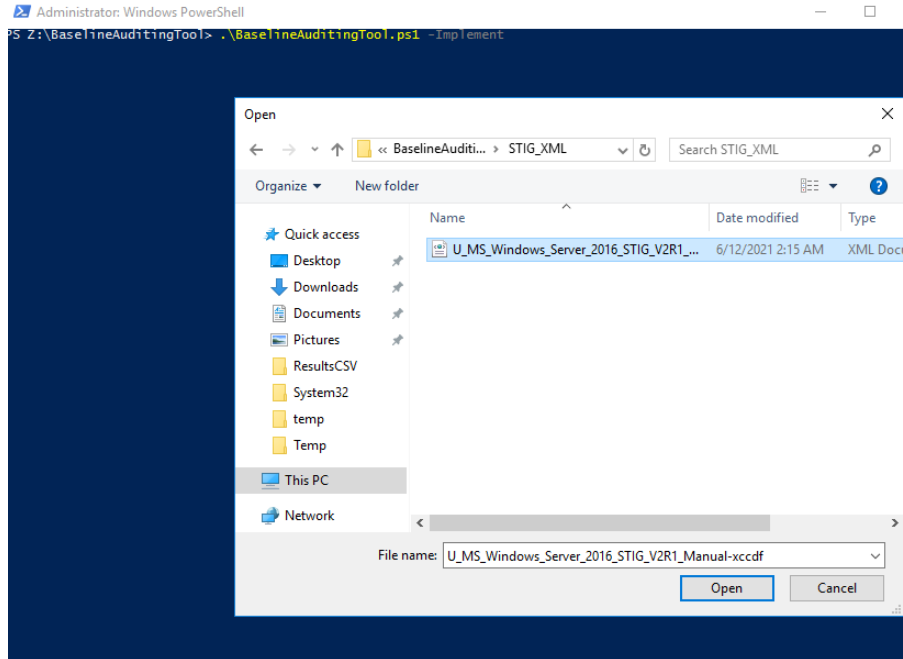 Administrator: Windows PowerShell
PS Z:\BaselineAuditingTool> .\BaselineAuditingTool.ps1 -Implement
Open
« BaselineAuditi... › STIG_XML
Search STIG_XML
Organize
New folder
Name
Date modified
Type
Quick access
U_MS_Windows_Server_2016_STIG_V2R1_...
6/12/2021 2:15 AM
XML Docu
Desktop
Downloads
Documents
Pictures
ResultsCSV
System32
temp
Temp
This PC
Network
File name:
U_MS_Windows_Server_2016_STIG_V2R1_Manual-xccdf
Open
Cancel